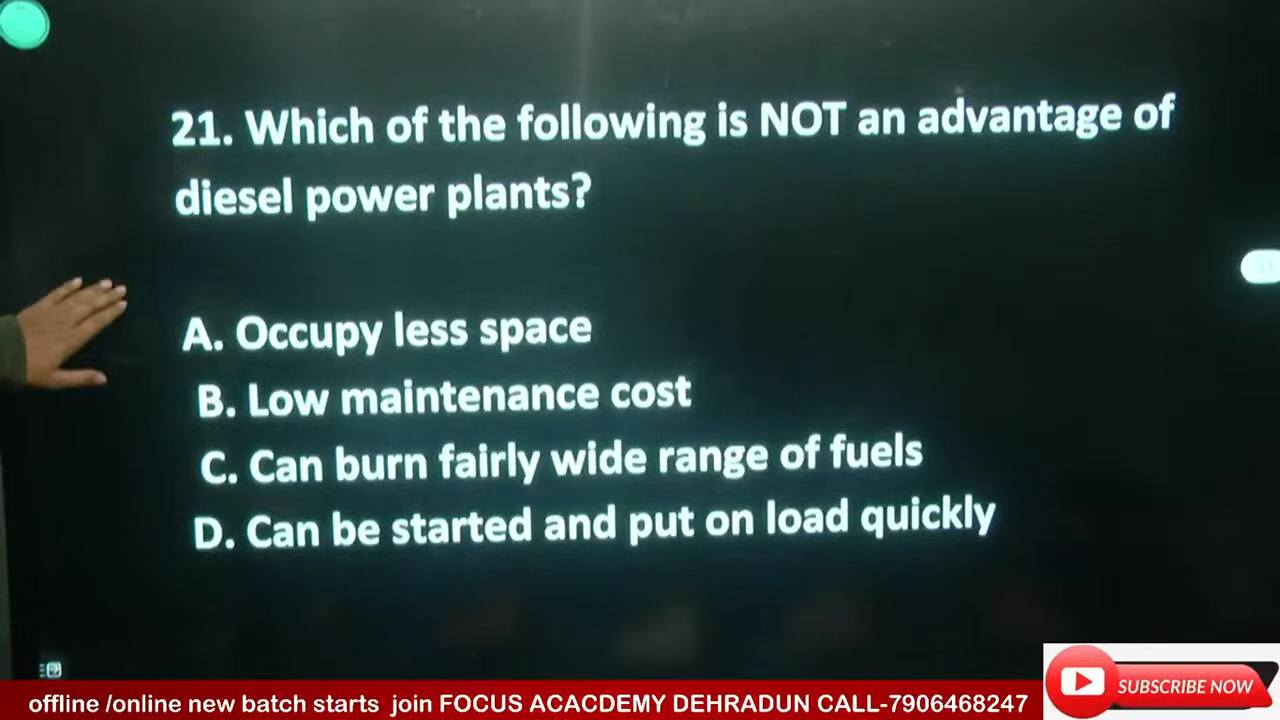 21. Which of the following is NOT an advantage of
diesel power plants?
A. Occupy less space
B. Low maintenance cost
C. Can burn fairly wide range of fuels
D. Can be started and put on load quickly
offline /online new batch starts join FOCUS ACACDEMY DEHRADUN CALL-7906468247
SUBSCRIBE NOW